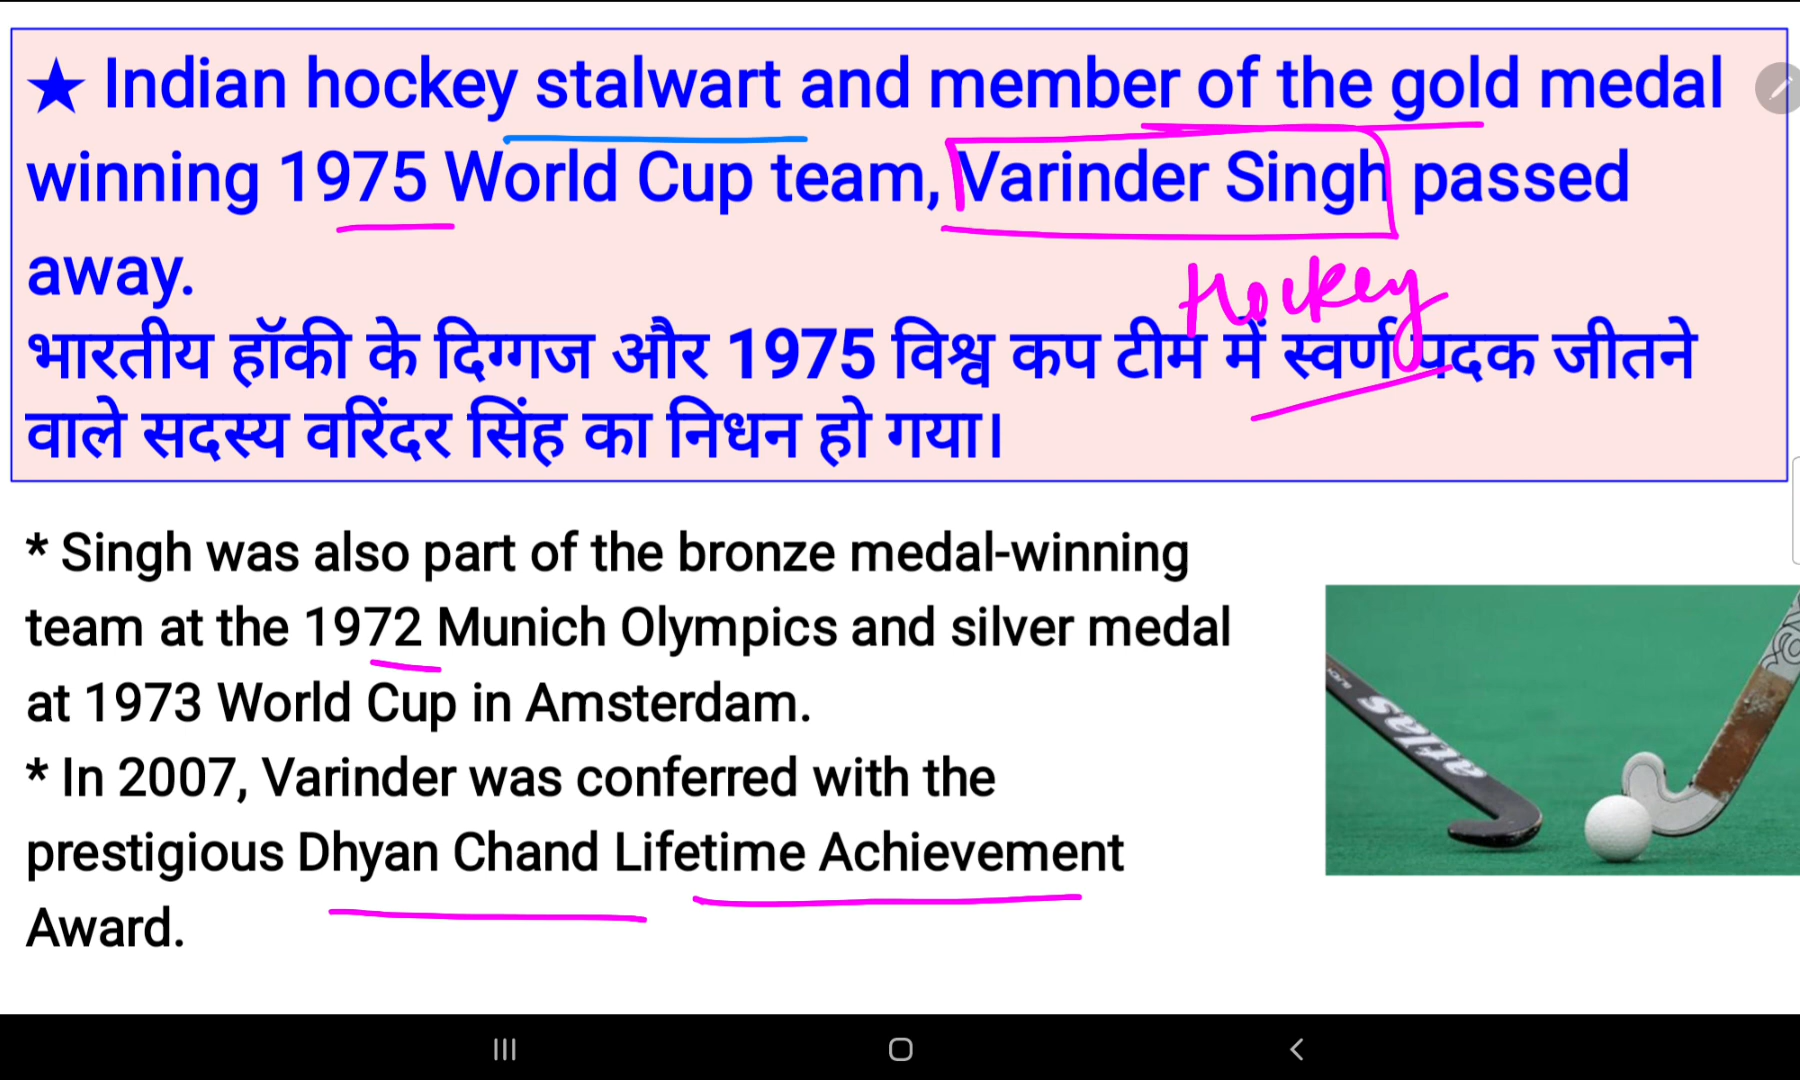 ★ Indian hockey stalwart and member of the gold medal
winning 1975 World Cup team, Varinder Singh passed
away.
Hockey
भारतीय हॉकी के दिग्गज और 1975 विश्व कप टीम में स्वर्ण पदक जीतने
वाले सदस्य वरिंदर सिंह का निधन हो गया।
* Singh was also part of the bronze medal-winning
team at the 1972 Munich Olympics and silver medal
at 1973 World Cup in Amsterdam.
* In 2007, Varinder was conferred with the
prestigious Dhyan Chand Lifetime Achievement
Award.
atlas